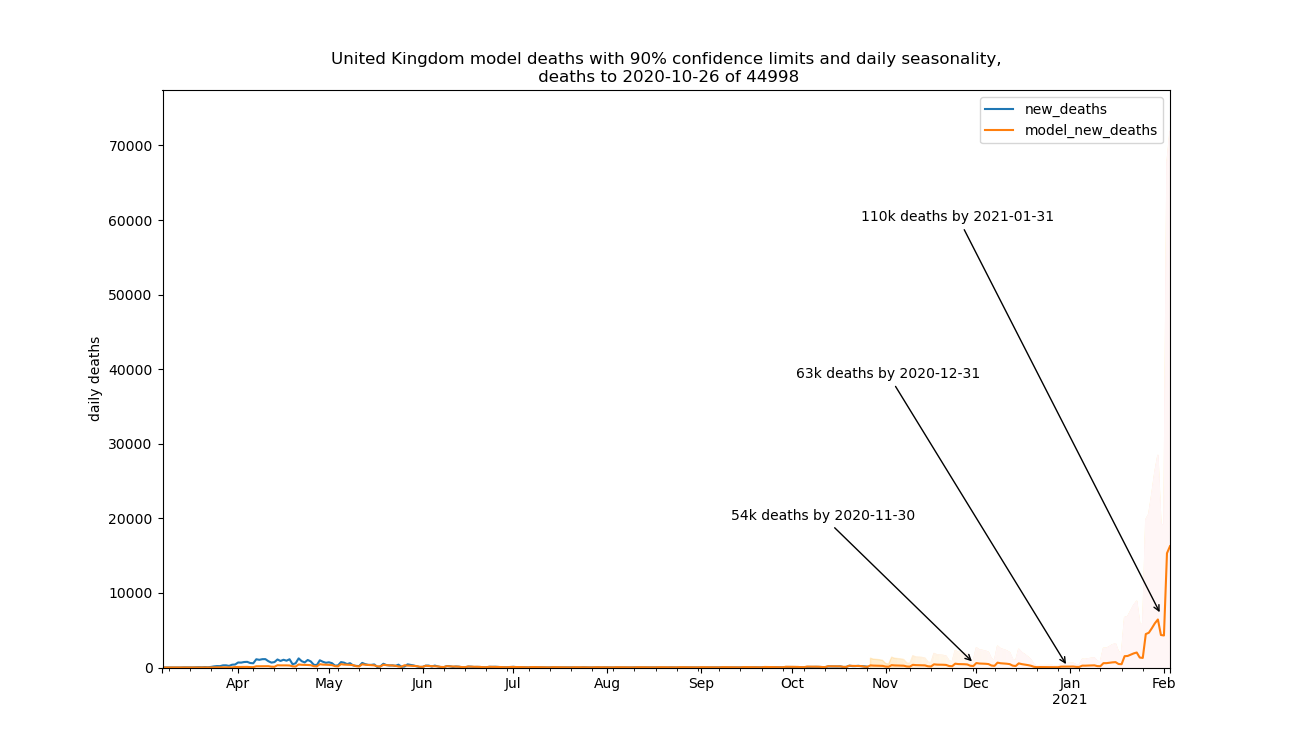 United Kingdom model deaths with 90% confidence limits and daily seasonality,
deaths to 2020-10-26 of 44998
new_deaths
model_new_deaths
daily deaths
70000
60000
50000
40000
30000
20000
10000
0
110k deaths by 2021-01-31
63k deaths by 2020-12-31
54k deaths by 2020-11-30
Apr May Jun Jul Aug Sep Oct Nov Dec Jan Feb
2021